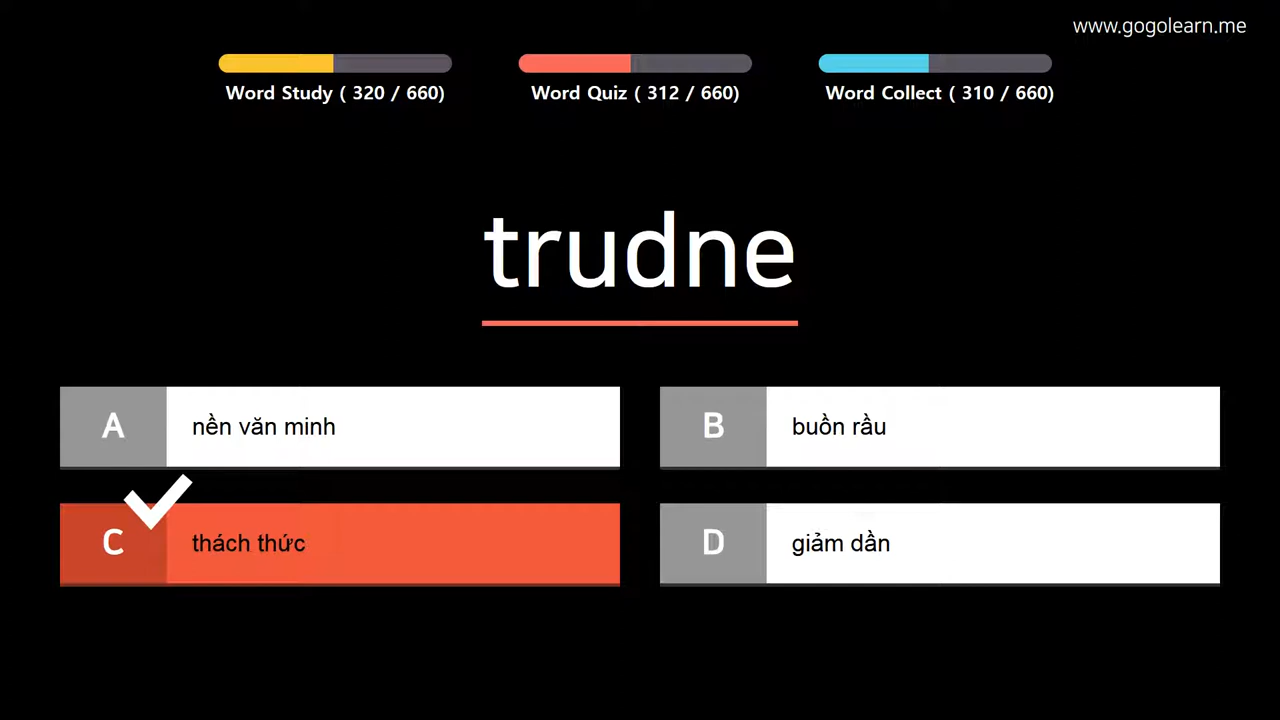 www.gogolearn.me
Word Study ( 320 / 660) Word Quiz ( 312 / 660) Word Collect ( 310 / 660)
trudne
A nền văn minh
B buồn rầu
C thách thức
D giảm dần